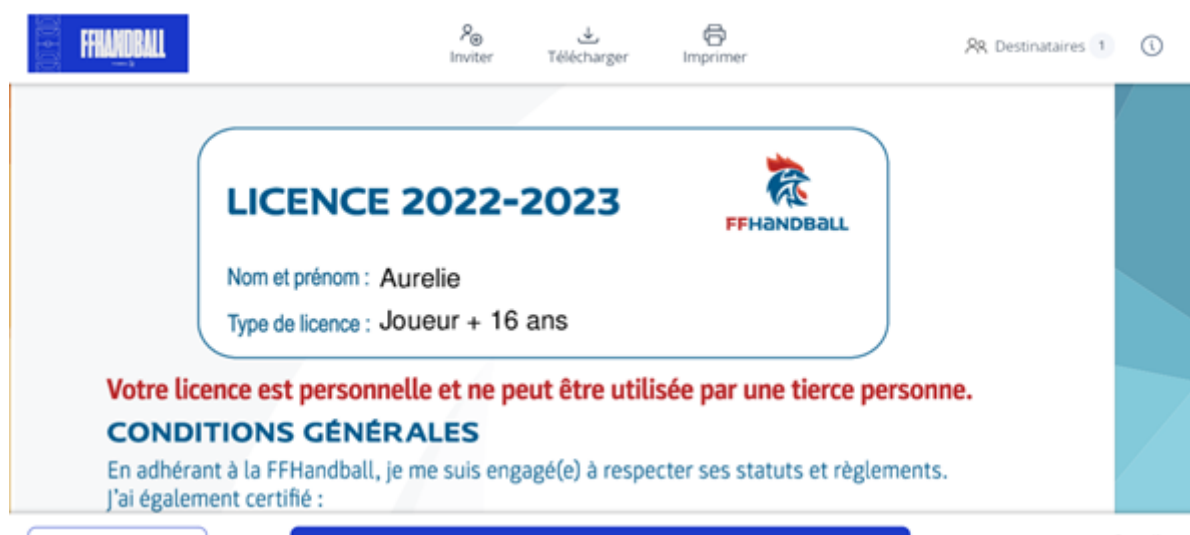 FFHANDBALL
Inviter
Télécharger
Imprimer
Destinataires 1
LICENCE 2022-2023
FFHANDBALL
Nom et prénom : Aurelie
Type de licence : Joueur + 16 ans
Votre licence est personnelle et ne peut être utilisée par une tierce personne.
CONDITIONS GÉNÉRALES
En adhérant à la FFHandball, je me suis engagé(e) à respecter ses statuts et règlements.
J'ai également certifié :